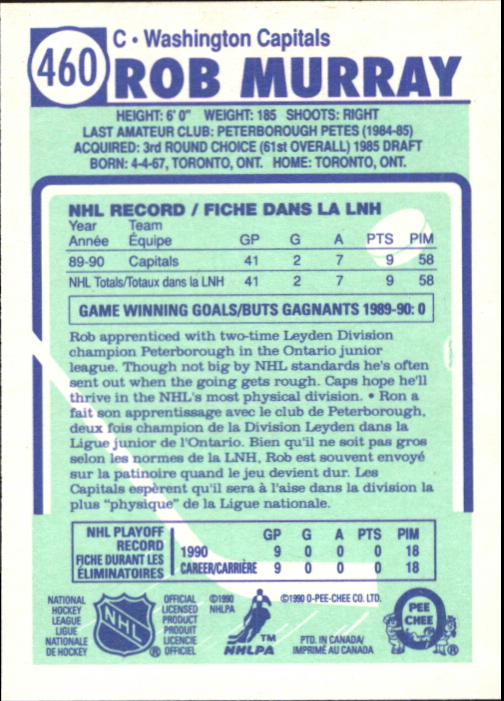 460
C • Washington Capitals
ROB MURRAY
HEIGHT: 6' 0" WEIGHT: 185 SHOOTS: RIGHT
LAST AMATEUR CLUB: PETERBOROUGH PETES (1984-85)
ACQUIRED: 3rd ROUND CHOICE (61st OVERALL) 1985 DRAFT
BORN: 4-4-67, TORONTO, ONT. HOME: TORONTO, ONT.
NHL RECORD / FICHE DANS LA LNH
Year Team
Année Équipe GP G A PTS PIM
89-90 Capitals 41 2 7 9 58
NHL Totals/Totaux dans la LNH 41 2 7 9 58
GAME WINNING GOALS/BUTS GAGNANTS 1989-90: 0
Rob apprenticed with two-time Leyden Division
champion Peterborough in the Ontario junior
league. Though not big by NHL standards he's often
sent out when the going gets rough. Caps hope he'll
thrive in the NHL's most physical division. • Ron a
fait son apprentissage avec le club de Peterborough,
deux fois champion de la Division Leyden dans la
Ligue junior de l'Ontario. Bien qu'il ne soit pas gros
selon les normes de la LNH, Rob est souvent envoyé
sur la patinoire quand le jeu devient dur. Les
Capitals espèrent qu'il sera à l'aise dans la division la
plus "physique" de la Ligue nationale.
NHL PLAYOFF RECORD
FICHE DURANT LES ÉLIMINATOIRES
GP G A PTS PIM
1990 9 0 0 0 18
CAREER/CARRIÈRE 9 0 0 0 18
NATIONAL
HOCKEY
LEAGUE
LIGUE
NATIONALE
DE HOCKEY
NHL
®
OFFICIAL
LICENSED
PRODUCT
PRODUIT
LICENCIE
OFFICIEL
©1990
NHLPA
TM
NHLPA
©1990 O-PEE-CHEE CO. LTD.
PTD. IN CANADA/
IMPRIMÉ AU CANADA
PEE
CHEE
®